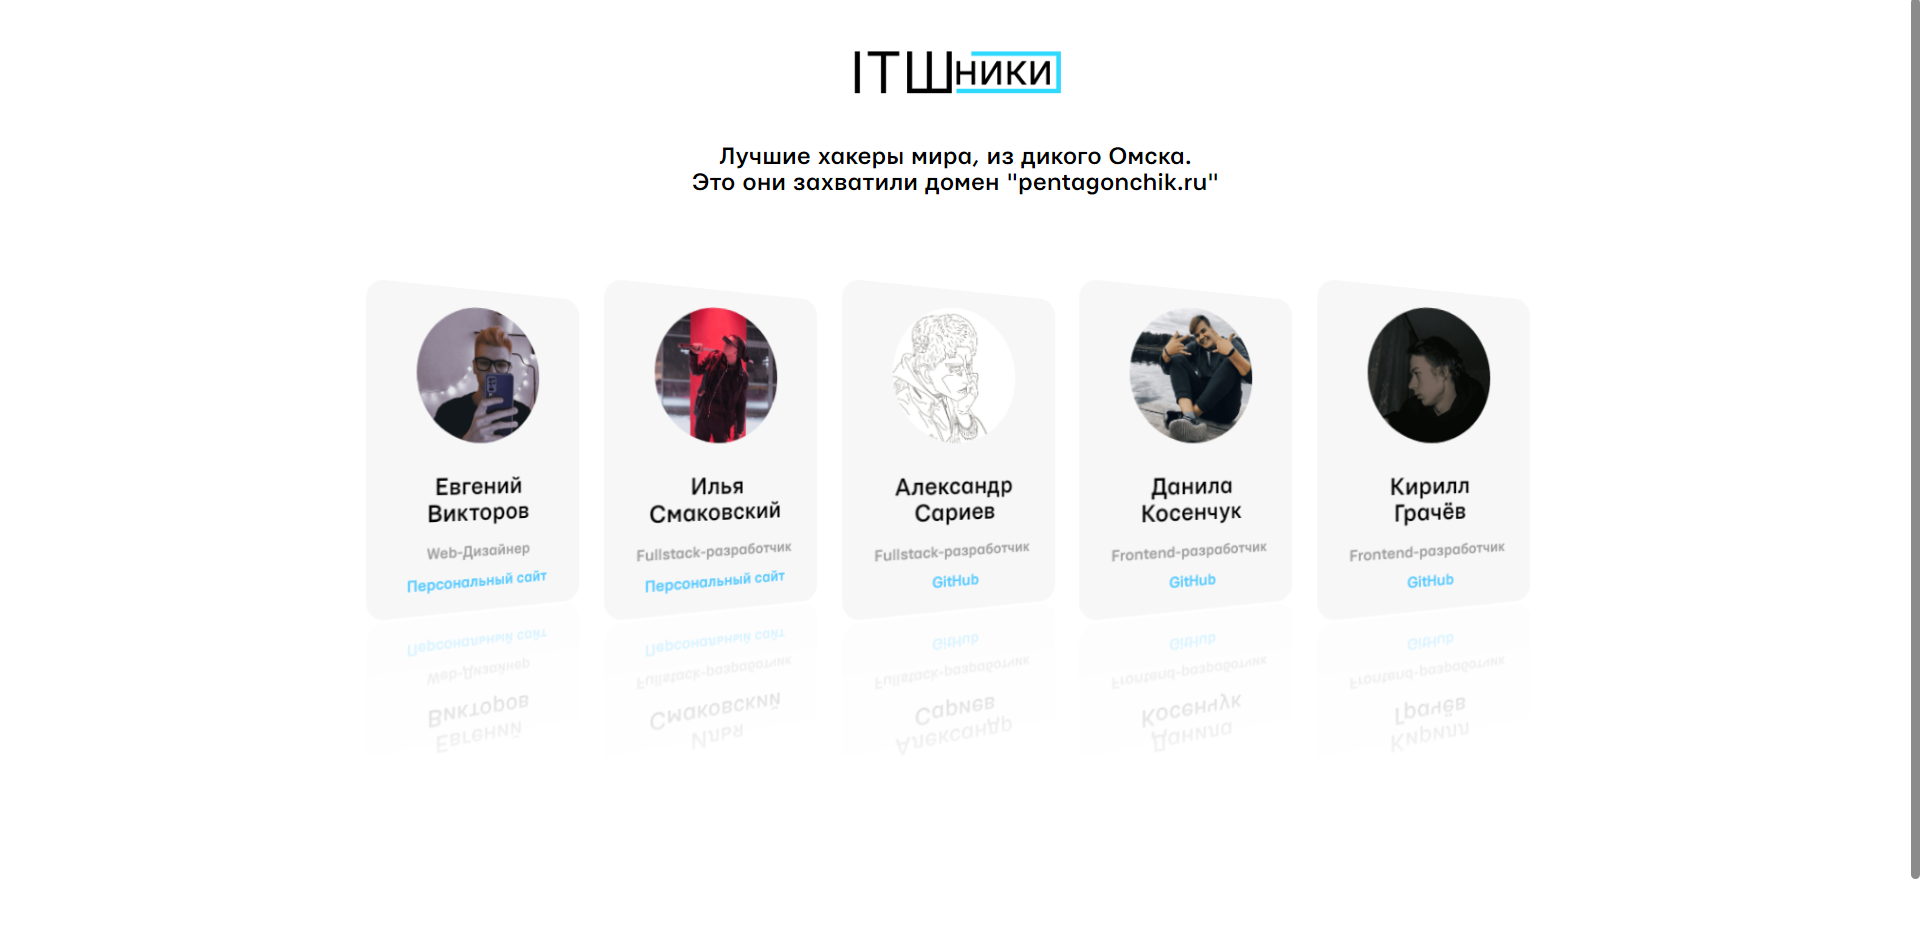 ІТШники
Лучшие хакеры мира, из дикого Омска.
Это они захватили домен "pentagonchik.ru"
Евгений
Викторов
Web-Дизайнер
Персональный сайт
Илья
Смаковский
Fullstack-разработчик
Персональный сайт
Александр
Сариев
Fullstack-разработчик
GitHub
Данила
Косенчук
Frontend-разработчик
GitHub
Кирилл
Грачёв
Frontend-разработчик
GitHub